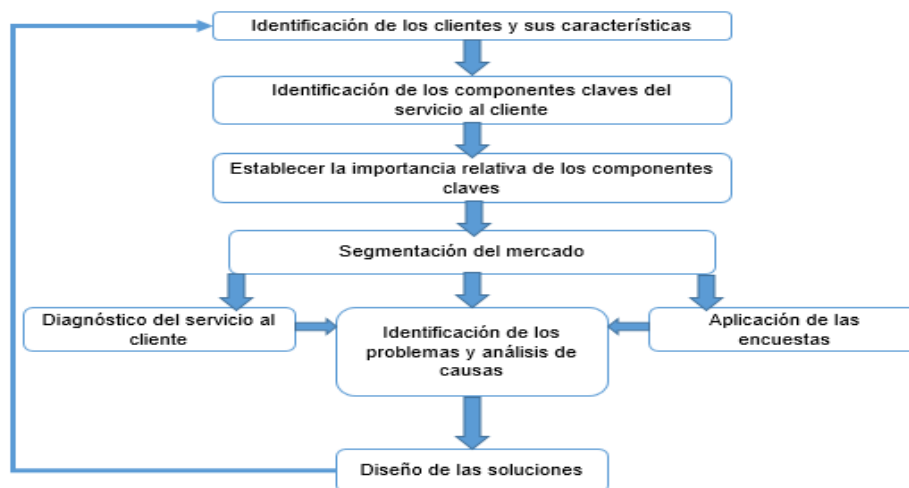 Identificación de los clientes y sus características
Identificación de los componentes claves del
servicio al cliente
Establecer la importancia relativa de los componentes
claves
Segmentación del mercado
Diagnóstico del servicio al
cliente
Identificación de los
problemas y análisis de
causas
Aplicación de las
encuestas
Diseño de las soluciones